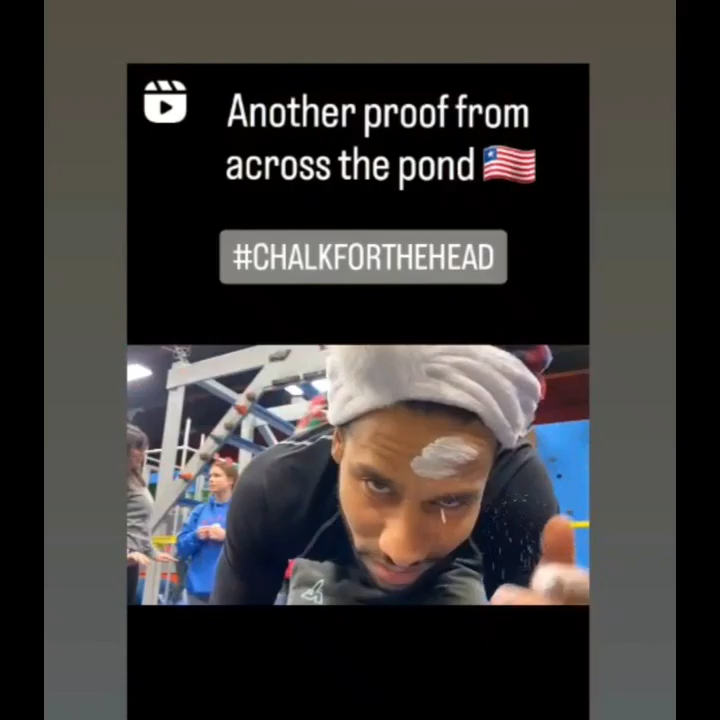 Another proof from
across the pond 🇱🇷
#CHALKFORTHEHEAD